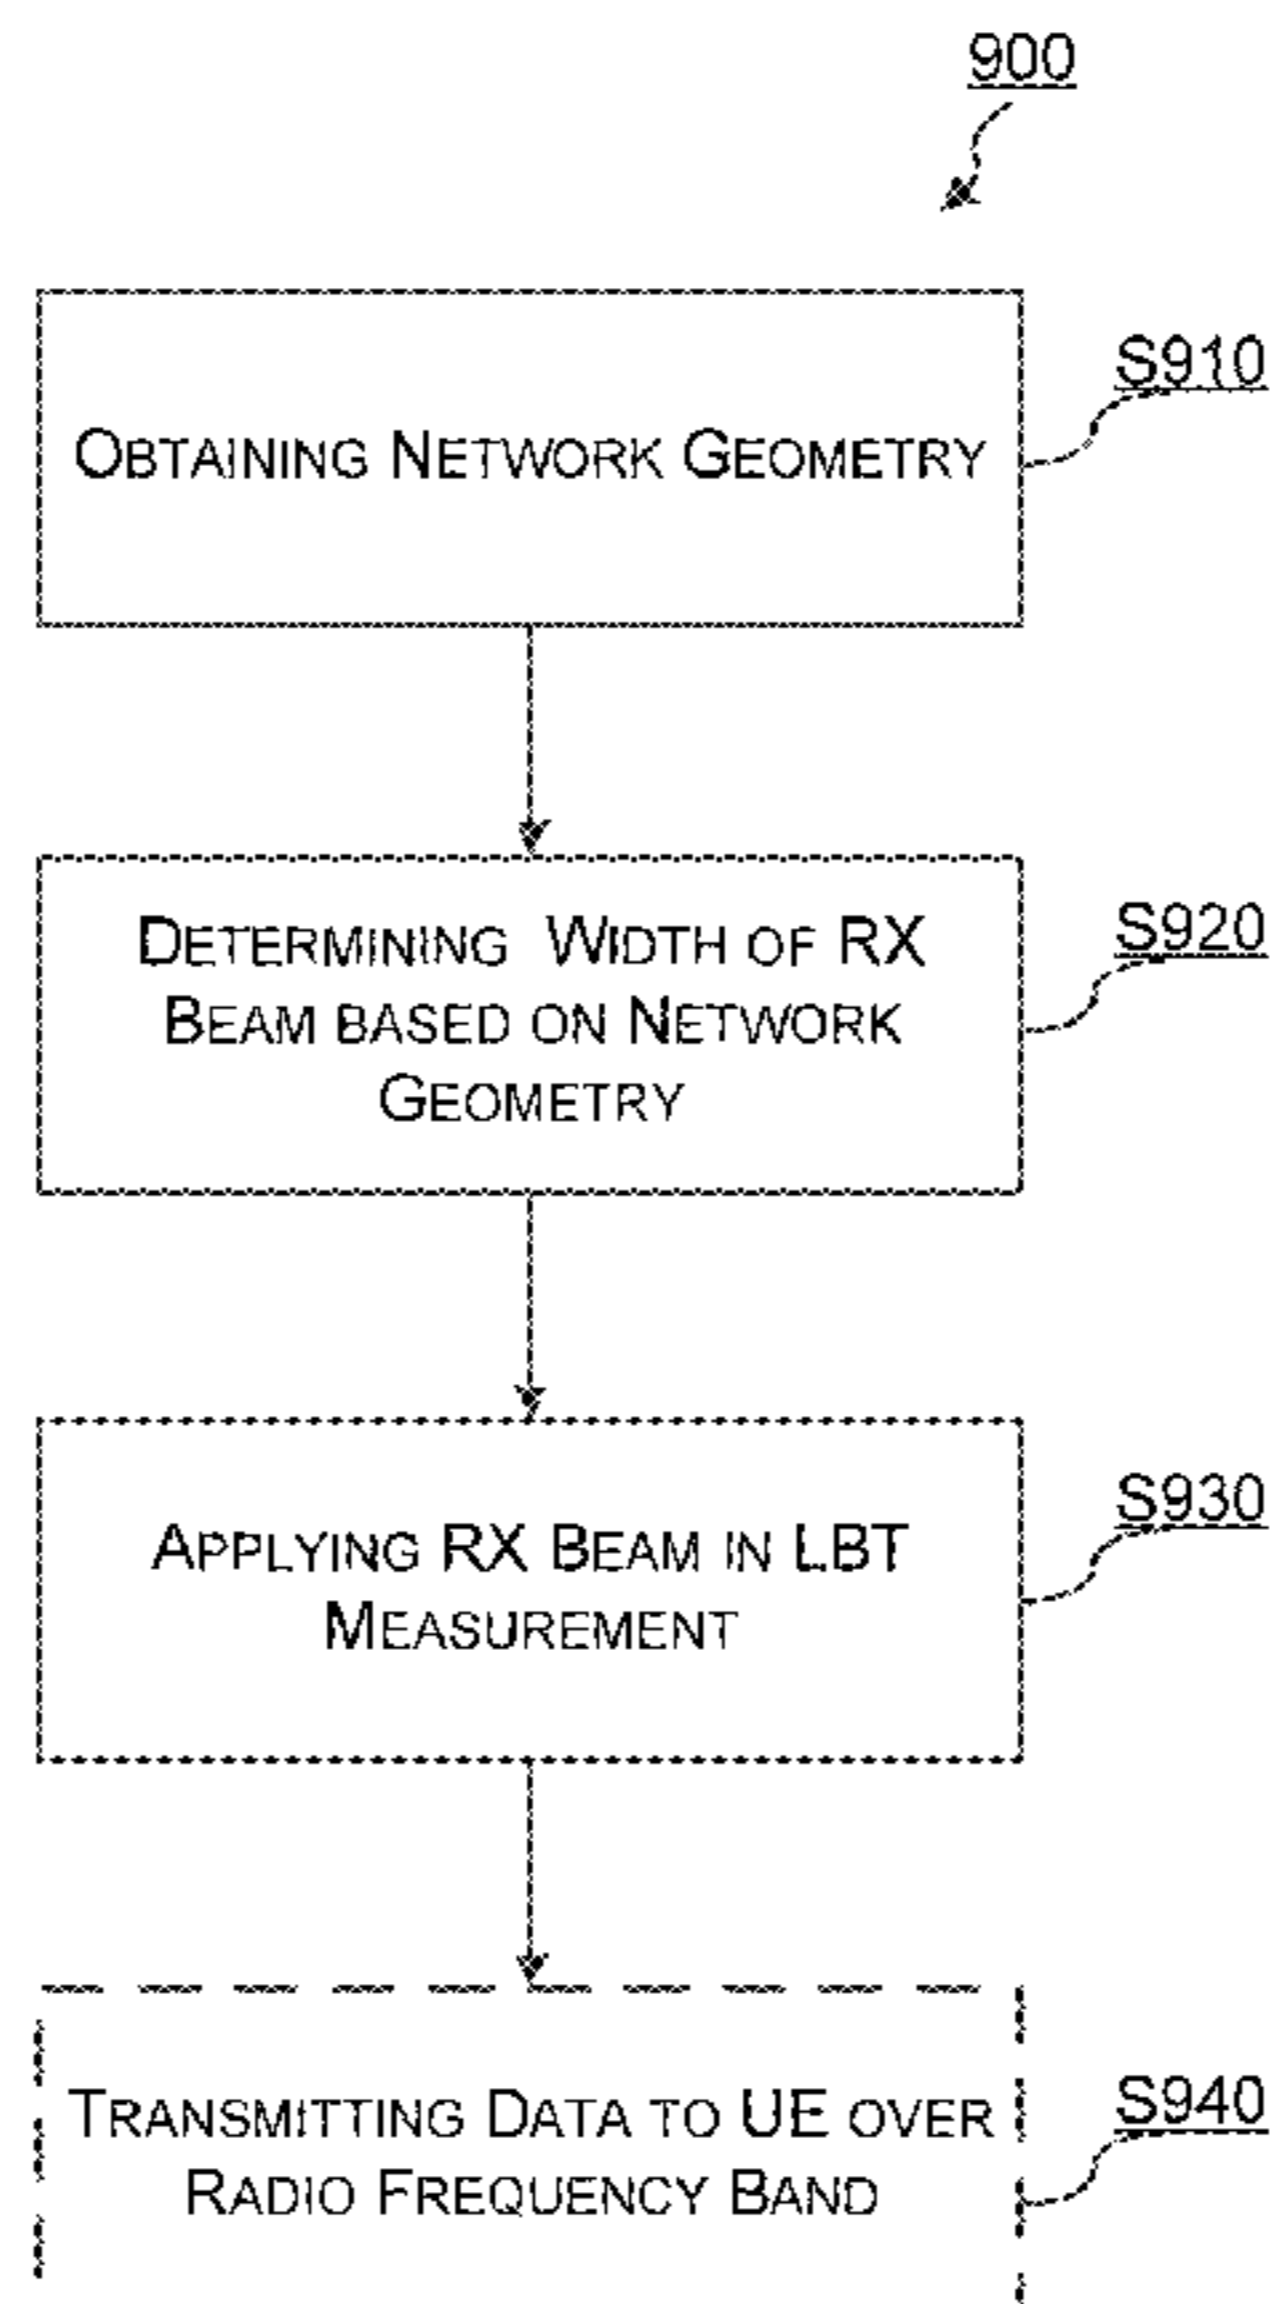 900
OBTAINING NETWORK GEOMETRY
S910
DETERMINING WIDTH OF RX
BEAM BASED ON NETWORK
GEOMETRY
S920
APPLYING RX BEAM IN LBT
MEASUREMENT
S930
TRANSMITTING DATA TO UE OVER
RADIO FREQUENCY BAND
S940